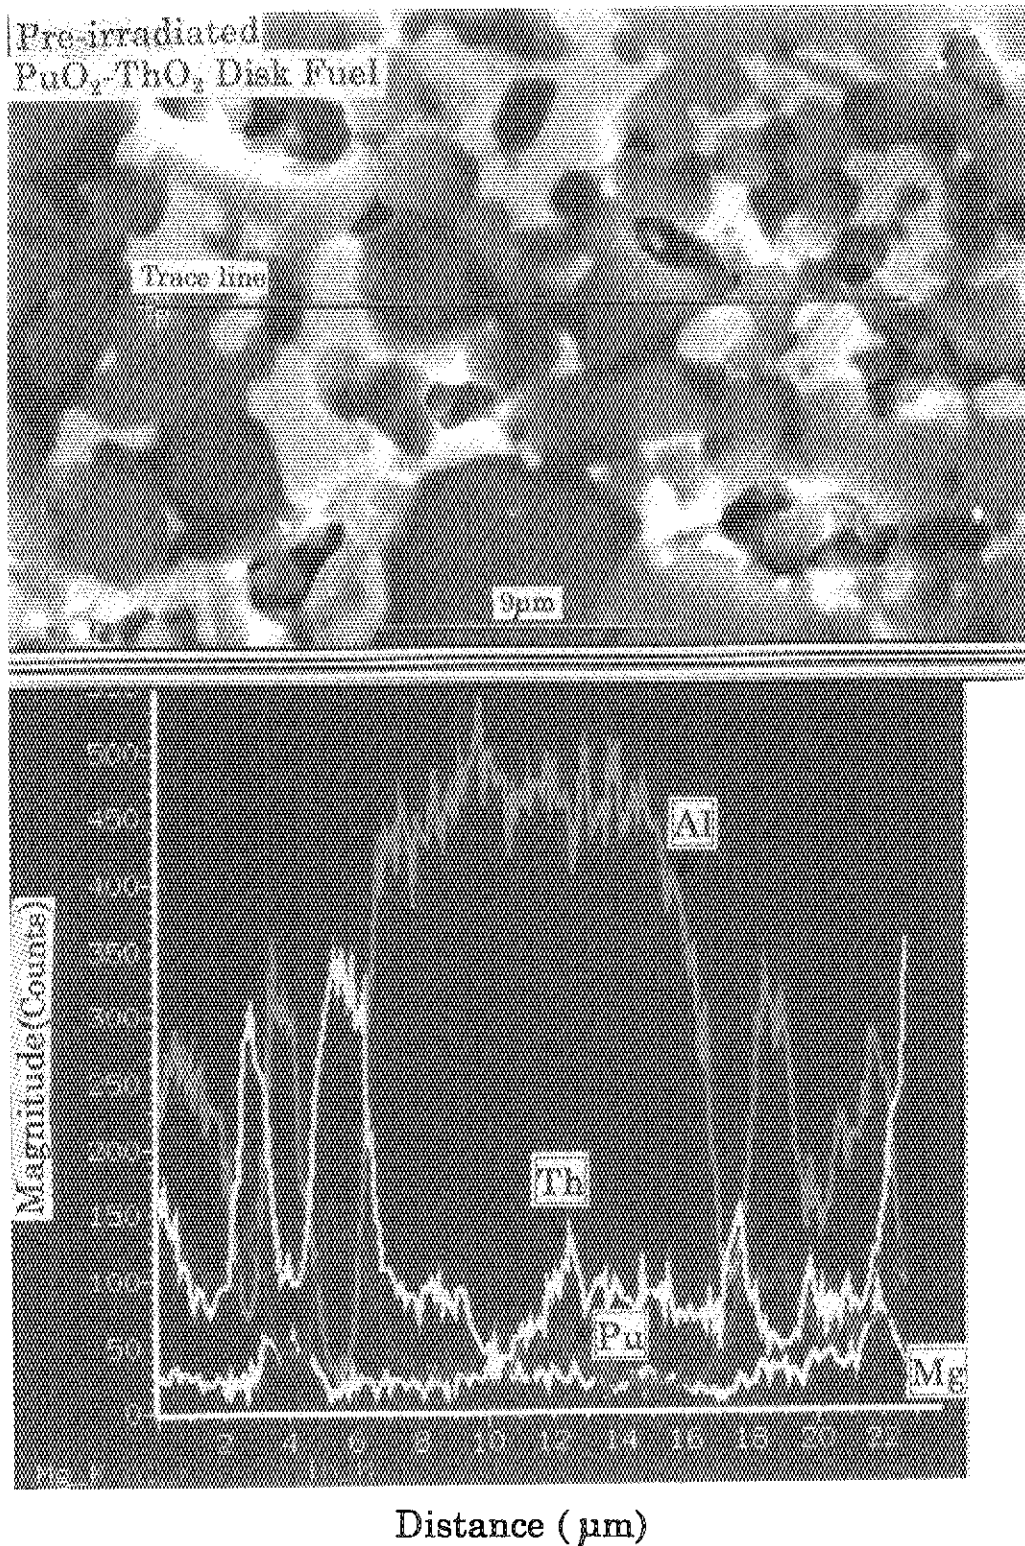 Pre-irradiated
PuO₂-ThO₂ Disk Fuel
Trace line
9µm
500
450
400
350
300
250
200
150
100
50
0
Magnitude(Counts)
Al
Th
Pu
Mg
2 4 6 8 10 12 14 16 18 20 22
Distance (µm)